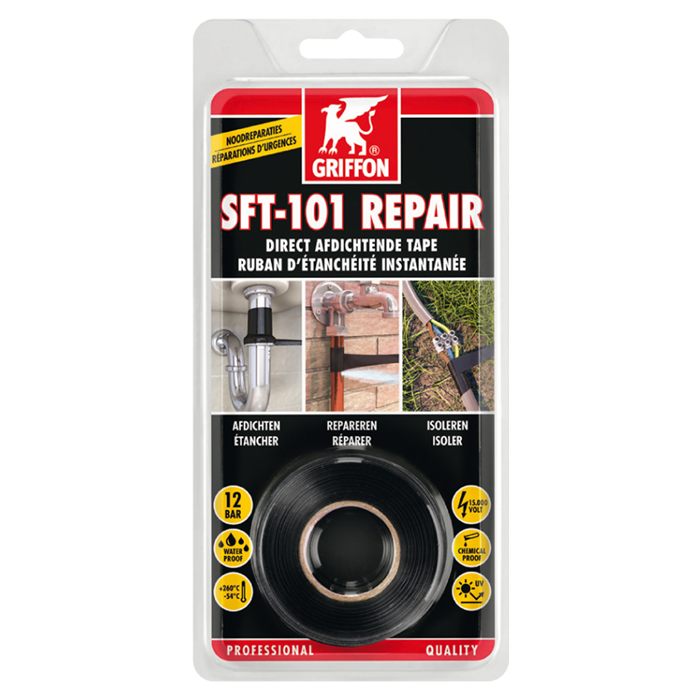 NOODREPARATIES
RÉPARATIONS D'URGENCES
®
GRIFFON
SFT-101 REPAIR
DIRECT AFDICHTENDE TAPE
RUBAN D'ÉTANCHÉITÉ INSTANTANÉE
AFDICHTEN
ÉTANCHER
REPAREREN
RÉPARER
ISOLEREN
ISOLER
12
BAR
WATER
PROOF
+260°C
-54°C
15.000
VOLT
CHEMICAL
PROOF
UV
PROFESSIONAL QUALITY